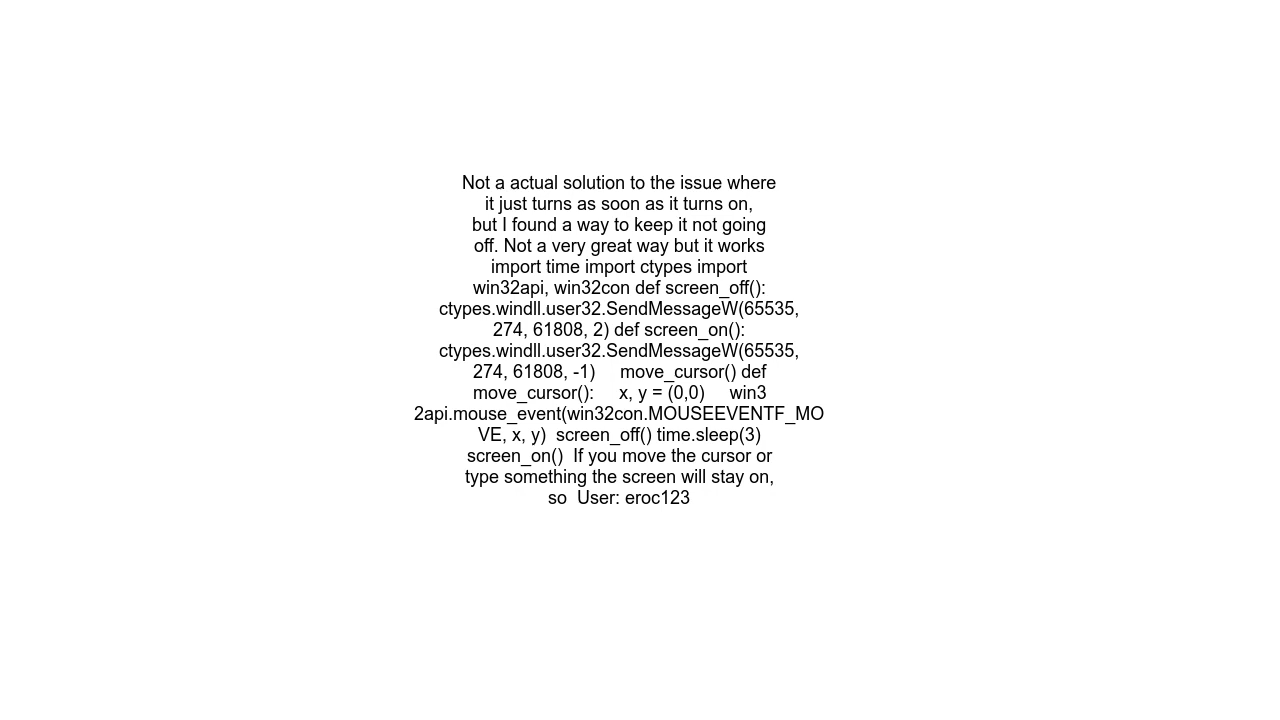 Not a actual solution to the issue where
it just turns as soon as it turns on,
but I found a way to keep it not going
off. Not a very great way but it works
import time import ctypes import
win32api, win32con def screen_off():
ctypes.windll.user32.SendMessageW(65535,
274, 61808, 2) def screen_on():
ctypes.windll.user32.SendMessageW(65535,
274, 61808, -1)     move_cursor() def
move_cursor():     x, y = (0,0)     win3
2api.mouse_event(win32con.MOUSEEVENTF_MO
VE, x, y)  screen_off() time.sleep(3)
screen_on()  If you move the cursor or
type something the screen will stay on,
so  User: eroc123